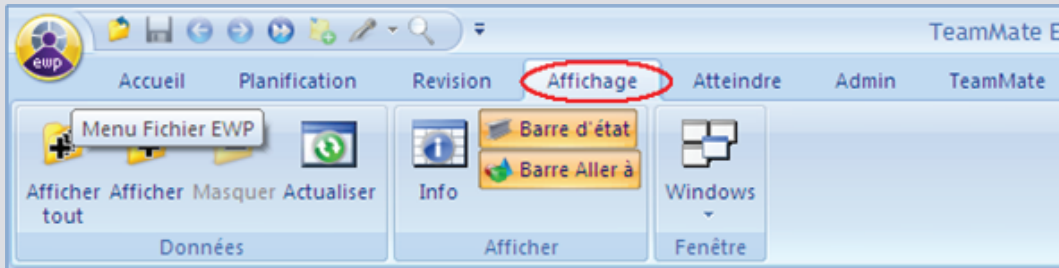 TeamMate E
ewp
Accueil Planification Revision Affichage Atteindre Admin TeamMate
Menu Fichier EWP
Barre d'état
Barre Aller à
Afficher tout
Afficher
Masquer
Actualiser
Info
Windows
Données
Afficher
Fenêtre